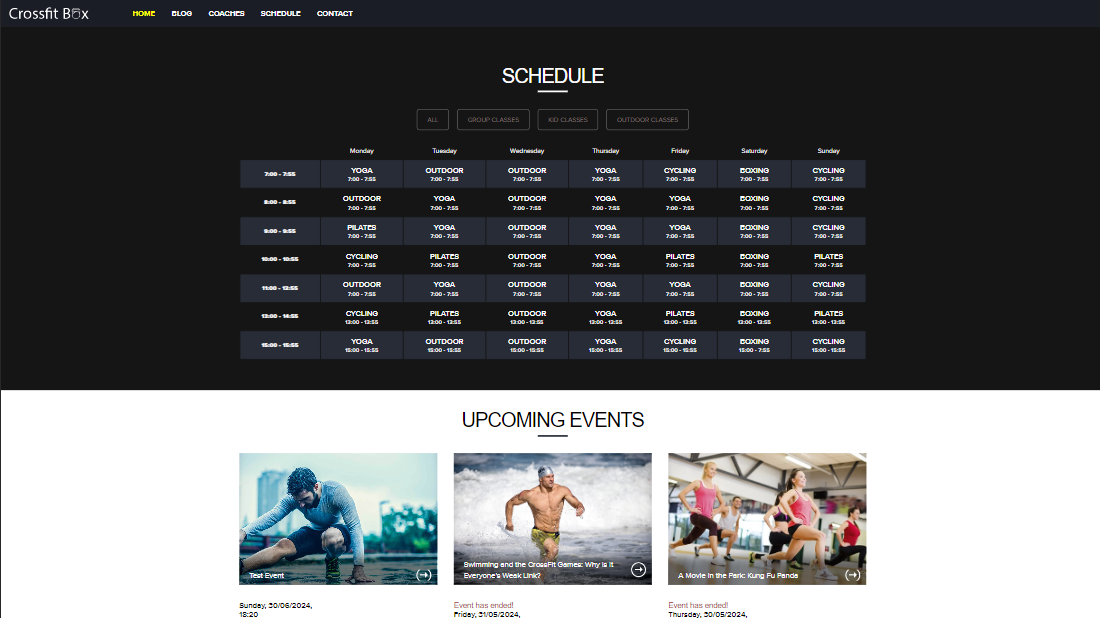 Crossfit Box
HOME BLOG COACHES SCHEDULE CONTACT
SCHEDULE
ALL GROUP CLASSES KID CLASSES OUTDOOR CLASSES
Monday Tuesday Wednesday Thursday Friday Saturday Sunday
7:00 - 7:55 YOGA OUTDOOR OUTDOOR YOGA CYCLING BOXING CYCLING
7:00 - 7:55 7:00 - 7:55 7:00 - 7:55 7:00 - 7:55 7:00 - 7:55 7:00 - 7:55 7:00 - 7:55
8:00 - 8:55 OUTDOOR YOGA OUTDOOR YOGA YOGA BOXING CYCLING
7:00 - 7:55 7:00 - 7:55 7:00 - 7:55 7:00 - 7:55 7:00 - 7:55 7:00 - 7:55 7:00 - 7:55
9:00 - 9:55 PILATES YOGA OUTDOOR YOGA YOGA BOXING CYCLING
7:00 - 7:55 7:00 - 7:55 7:00 - 7:55 7:00 - 7:55 7:00 - 7:55 7:00 - 7:55 7:00 - 7:55
10:00 - 10:55 CYCLING PILATES OUTDOOR YOGA PILATES BOXING PILATES
7:00 - 7:55 7:00 - 7:55 7:00 - 7:55 7:00 - 7:55 7:00 - 7:55 7:00 - 7:55 7:00 - 7:55
11:00 - 12:55 OUTDOOR YOGA OUTDOOR YOGA YOGA BOXING CYCLING
7:00 - 7:55 7:00 - 7:55 7:00 - 7:55 7:00 - 7:55 7:00 - 7:55 7:00 - 7:55 7:00 - 7:55
13:00 - 14:55 CYCLING PILATES OUTDOOR YOGA PILATES BOXING PILATES
13:00 - 13:55 13:00 - 13:55 13:00 - 13:55 13:00 - 13:55 13:00 - 13:55 13:00 - 13:55 13:00 - 13:55
15:00 - 15:55 YOGA OUTDOOR OUTDOOR YOGA CYCLING BOXING CYCLING
15:00 - 15:55 15:00 - 15:55 15:00 - 15:55 15:00 - 15:55 15:00 - 15:55 15:00 - 7:55 15:00 - 15:55
UPCOMING EVENTS
Test Event
Sunday, 30/06/2024,
18:20
Swimming and the CrossFit Games: Why Is It
Everyone's Weak Link?
Event has ended!
Friday, 31/05/2024,
A Movie in the Park: Kung Fu Panda
Event has ended!
Thursday, 30/05/2024,